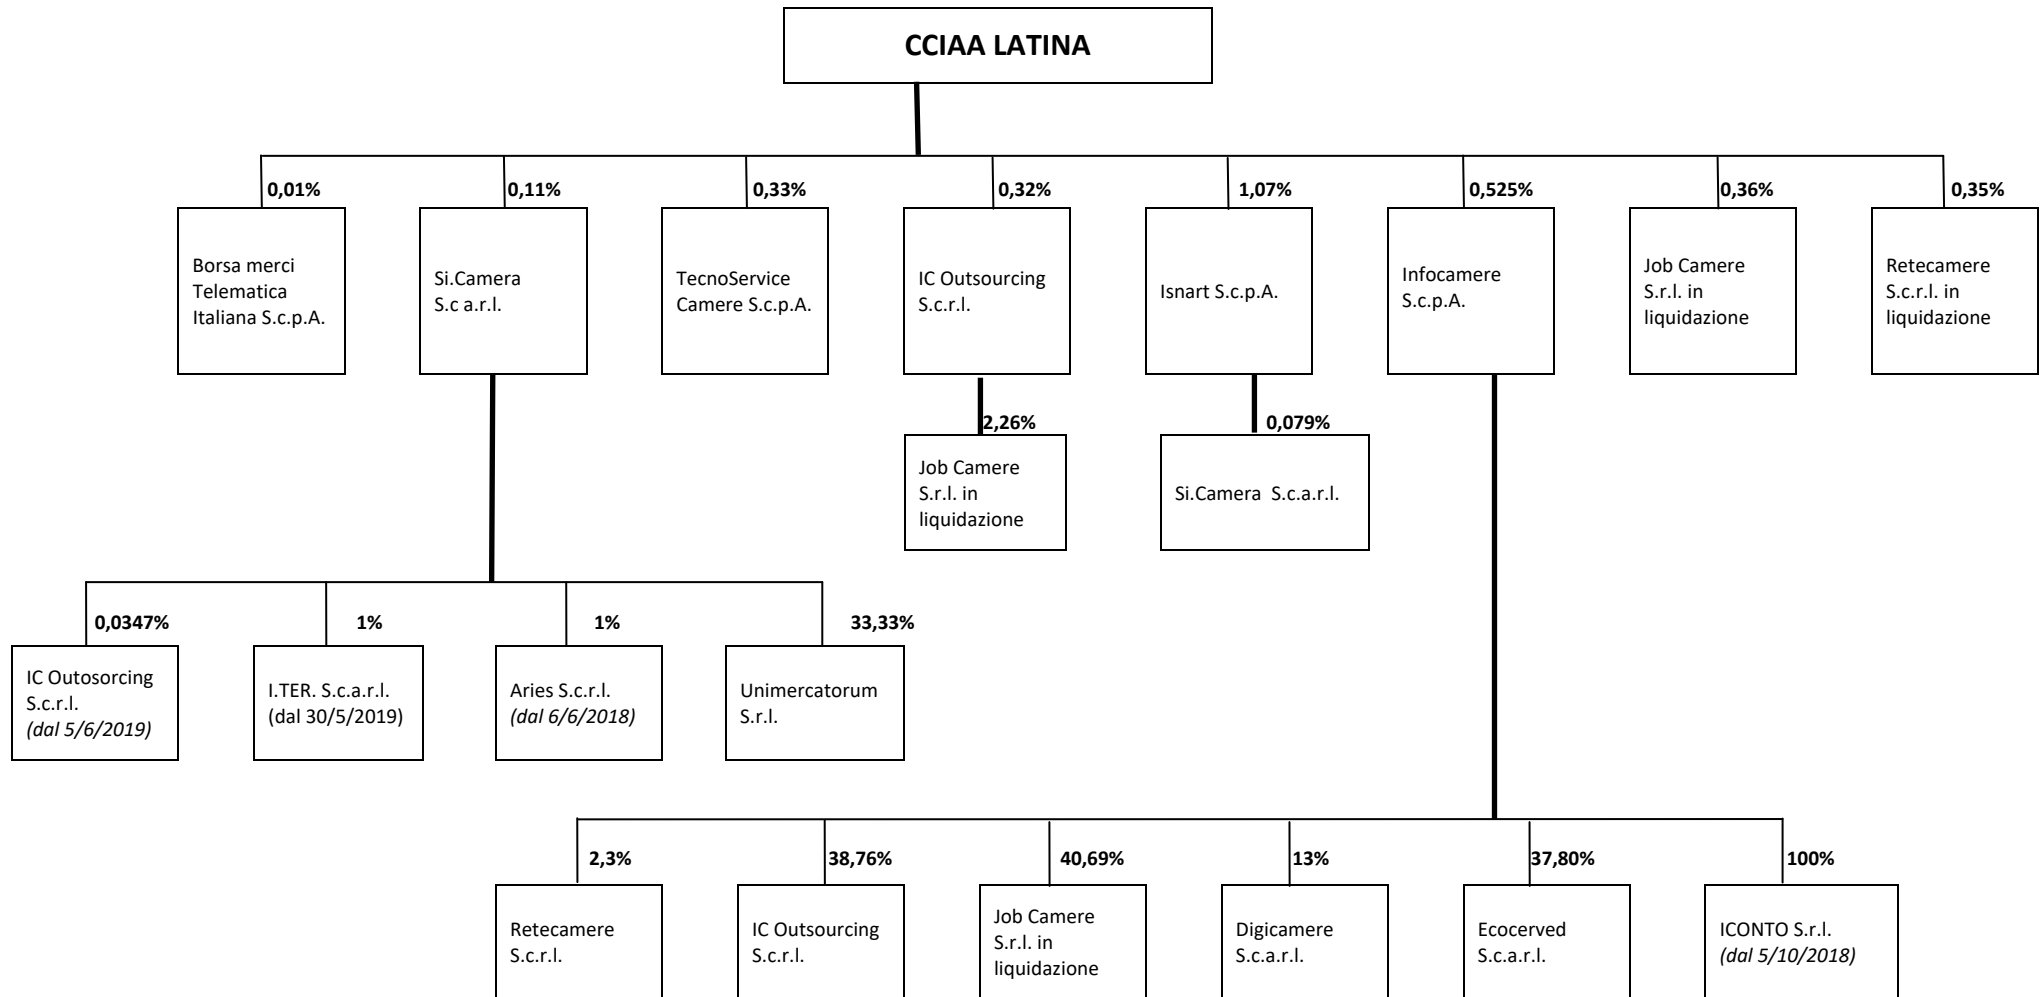 CCIAA LATINA
0,01%
0,11%
0,33%
0,32%
1,07%
0,525%
0,36%
0,35%
Borsa merci
Telematica
Italiana S.c.p.A.
Si.Camera
S.c a.r.l.
TecnoService
Camere S.c.p.A.
IC Outsourcing
S.c.r.l.
Isnart S.c.p.A.
Infocamere
S.c.p.A.
Job Camere
S.r.l. in
liquidazione
Retecamere
S.c.r.l. in
liquidazione
2,26%
0,079%
Job Camere
S.r.l. in
liquidazione
Si.Camera S.c.a.r.l.
0,0347%
1%
1%
33,33%
IC Outosorcing
S.c.r.l.
(dal 5/6/2019)
I.TER. S.c.a.r.l.
(dal 30/5/2019)
Aries S.c.r.l.
(dal 6/6/2018)
Unimercatorum
S.r.l.
2,3%
38,76%
40,69%
13%
37,80%
100%
Retecamere
S.c.r.l.
IC Outsourcing
S.c.r.l.
Job Camere
S.r.l. in
liquidazione
Digicamere
S.c.a.r.l.
Ecocerved
S.c.a.r.l.
ICONTO S.r.l.
(dal 5/10/2018)